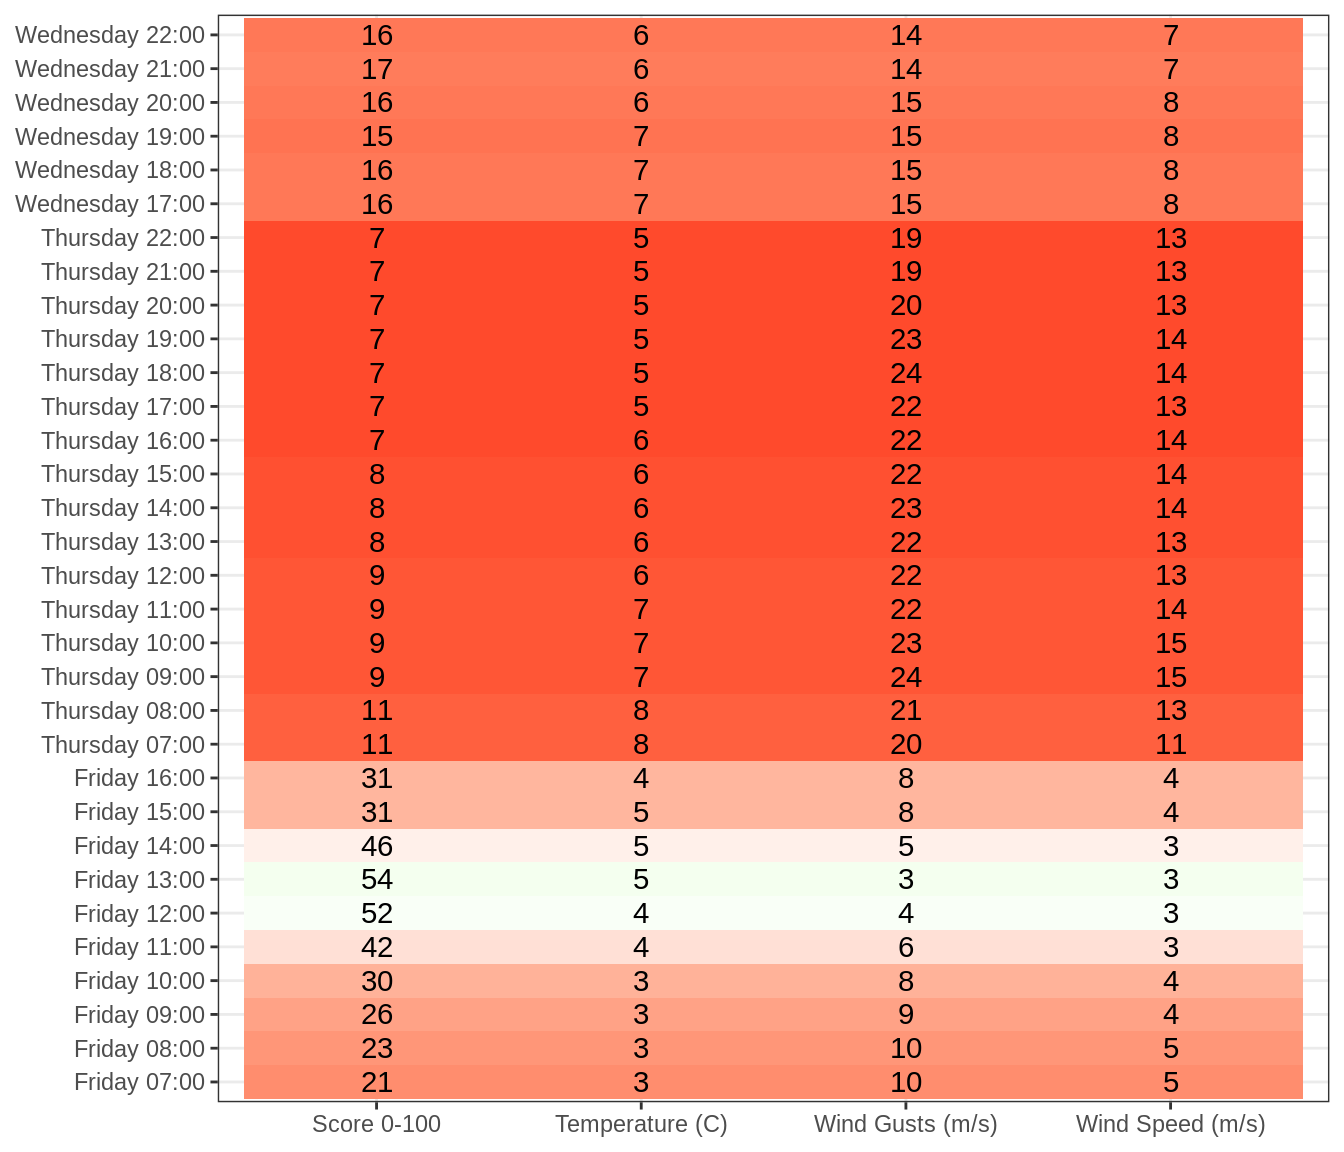 Wednesday 22:00 16 6 14 7
Wednesday 21:00 17 6 14 7
Wednesday 20:00 16 6 15 8
Wednesday 19:00 15 7 15 8
Wednesday 18:00 16 7 15 8
Wednesday 17:00 16 7 15 8
Thursday 22:00 7 5 19 13
Thursday 21:00 7 5 19 13
Thursday 20:00 7 5 20 13
Thursday 19:00 7 5 23 14
Thursday 18:00 7 5 24 14
Thursday 17:00 7 5 22 13
Thursday 16:00 7 6 22 14
Thursday 15:00 8 6 22 14
Thursday 14:00 8 6 23 14
Thursday 13:00 8 6 22 13
Thursday 12:00 9 6 22 13
Thursday 11:00 9 7 22 14
Thursday 10:00 9 7 23 15
Thursday 09:00 9 7 24 15
Thursday 08:00 11 8 21 13
Thursday 07:00 11 8 20 11
Friday 16:00 31 4 8 4
Friday 15:00 31 5 8 4
Friday 14:00 46 5 5 3
Friday 13:00 54 5 3 3
Friday 12:00 52 4 4 3
Friday 11:00 42 4 6 3
Friday 10:00 30 3 8 4
Friday 09:00 26 3 9 4
Friday 08:00 23 3 10 5
Friday 07:00 21 3 10 5
Score 0-100 Temperature (C) Wind Gusts (m/s) Wind Speed (m/s)